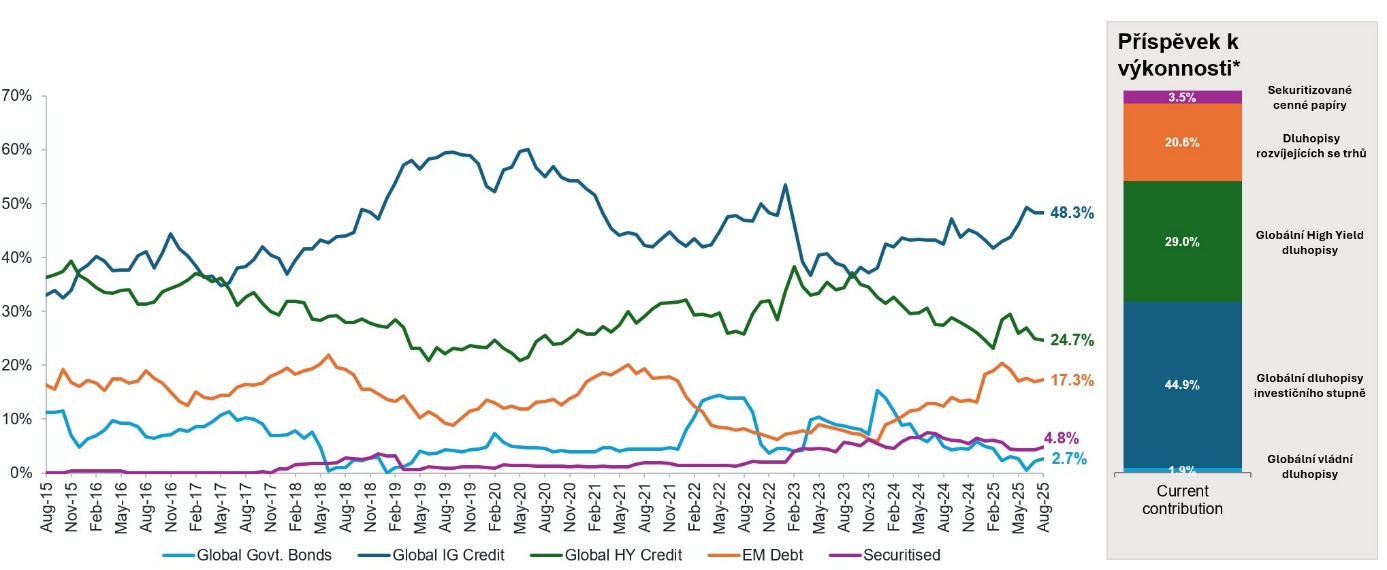 Příspěvek k
výkonnosti*
70%
60%
50%
40%
30%
20%
10%
0%
48.3%
24.7%
17.3%
4.8%
2.7%
Aug-15
Nov-15
Feb-16
May-16
Aug-16
Nov-16
Feb-17
May-17
Aug-17
Nov-17
Feb-18
May-18
Aug-18
Nov-18
Feb-19
May-19
Aug-19
Nov-19
Feb-20
May-20
Aug-20
Nov-20
Feb-21
May-21
Aug-21
Nov-21
Feb-22
May-22
Aug-22
Nov-22
Feb-23
May-23
Aug-23
Nov-23
Feb-24
May-24
Aug-24
Nov-24
Feb-25
May-25
Aug-25
Global Govt. Bonds
Global IG Credit
Global HY Credit
EM Debt
Securitised
3.5%
Sekuritizované
cenné papíry
20.6%
Dluhopisy
rozvíjejících se trhů
29.0%
Globální High Yield
dluhopisy
44.9%
Globální dluhopisy
investičního stupně
1.9%
Globální vládní
dluhopisy
Current
contribution